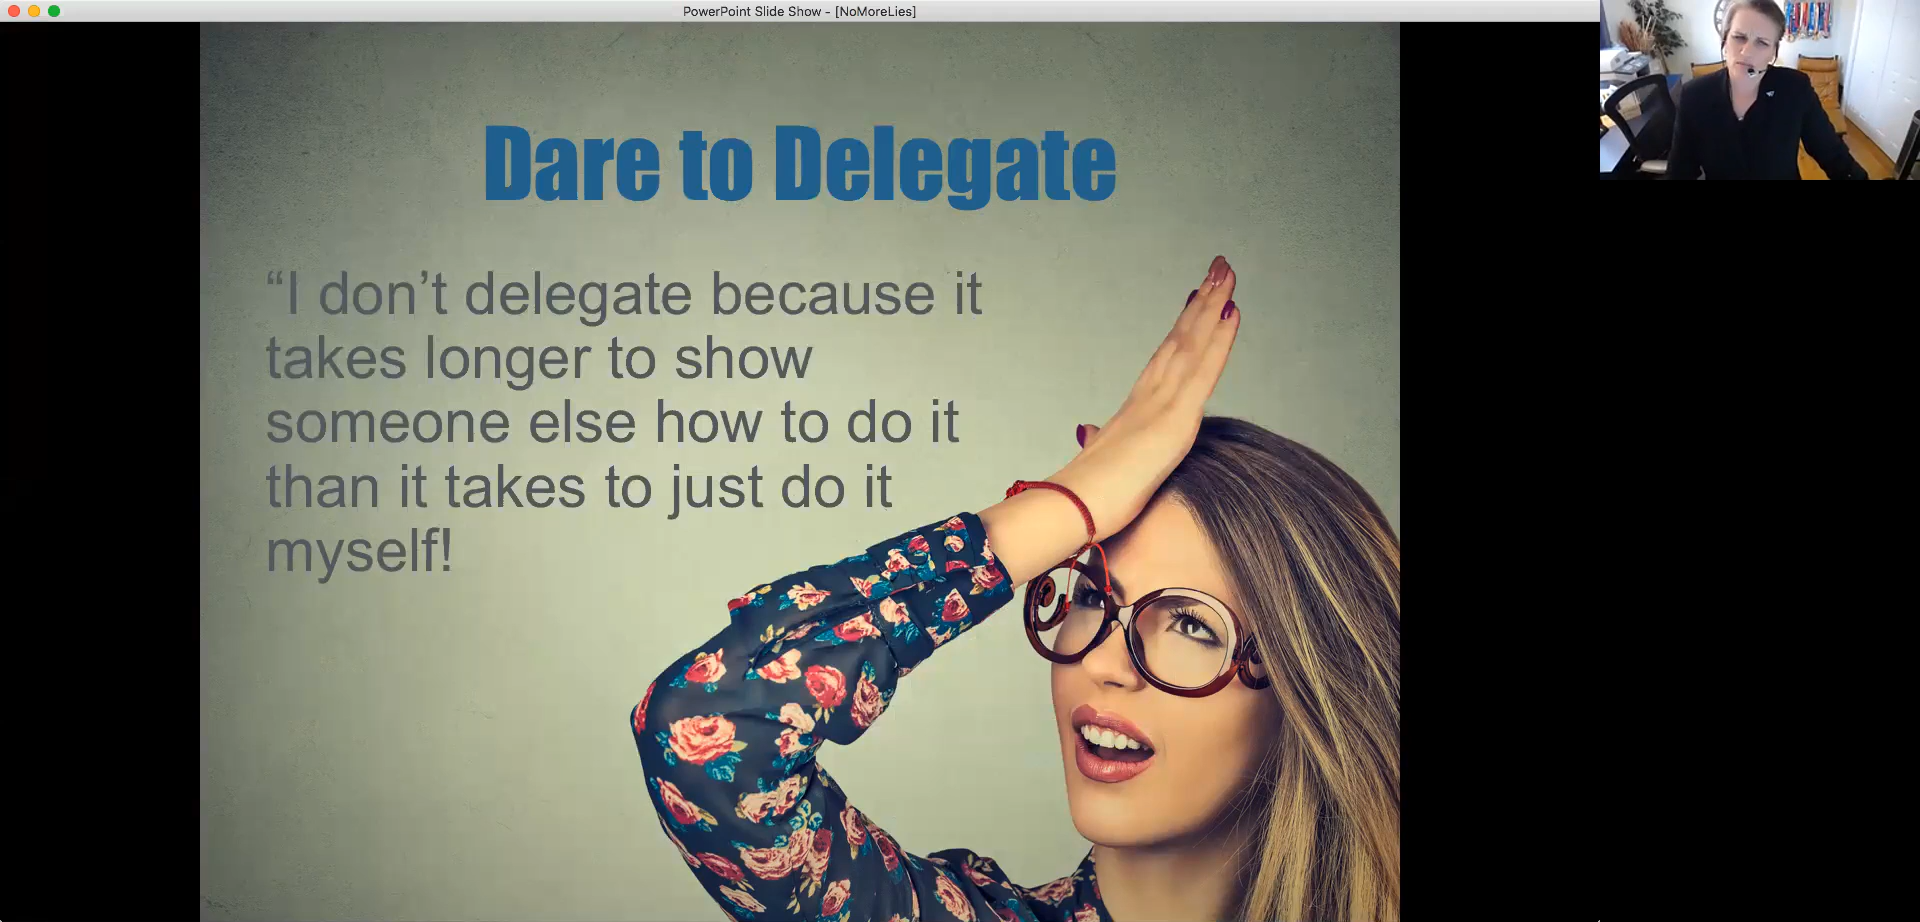 PowerPoint Slide Show - [NoMoreLies]
Dare to Delegate
“I don’t delegate because it
takes longer to show
someone else how to do it
than it takes to just do it
myself!